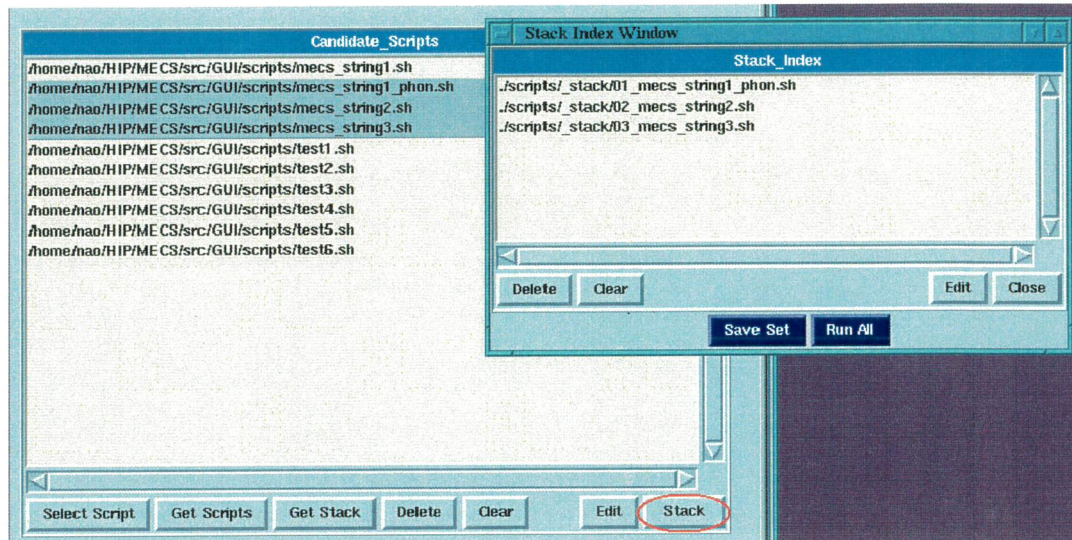 Candidate_Scripts
/home/nao/HIP/MECS/src/GUI/scripts/mecs_string1.sh
/home/nao/HIP/MECS/src/GUI/scripts/mecs_string1_phon.sh
/home/nao/HIP/MECS/src/GUI/scripts/mecs_string2.sh
/home/nao/HIP/MECS/src/GUI/scripts/mecs_string3.sh
/home/nao/HIP/MECS/src/GUI/scripts/test1.sh
/home/nao/HIP/MECS/src/GUI/scripts/test2.sh
/home/nao/HIP/MECS/src/GUI/scripts/test3.sh
/home/nao/HIP/MECS/src/GUI/scripts/test4.sh
/home/nao/HIP/MECS/src/GUI/scripts/test5.sh
/home/nao/HIP/MECS/src/GUI/scripts/test6.sh
Select Script Get Scripts Get Stack Delete Clear Edit Stack
Stack Index Window
Stack_Index
./scripts/_stack/01_mecs_string1_phon.sh
./scripts/_stack/02_mecs_string2.sh
./scripts/_stack/03_mecs_string3.sh
Delete Clear Edit Close
Save Set Run All